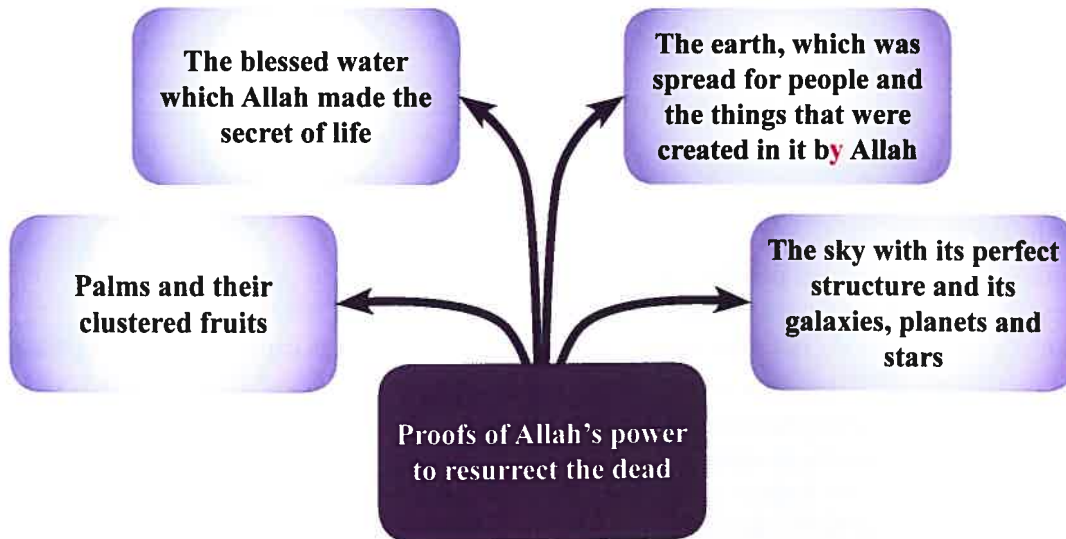 The blessed water
which Allah made the
secret of life
The earth, which was
spread for people and
the things that were
created in it by Allah
Palms and their
clustered fruits
The sky with its perfect
structure and its
galaxies, planets and
stars
Proofs of Allah's power
to resurrect the dead